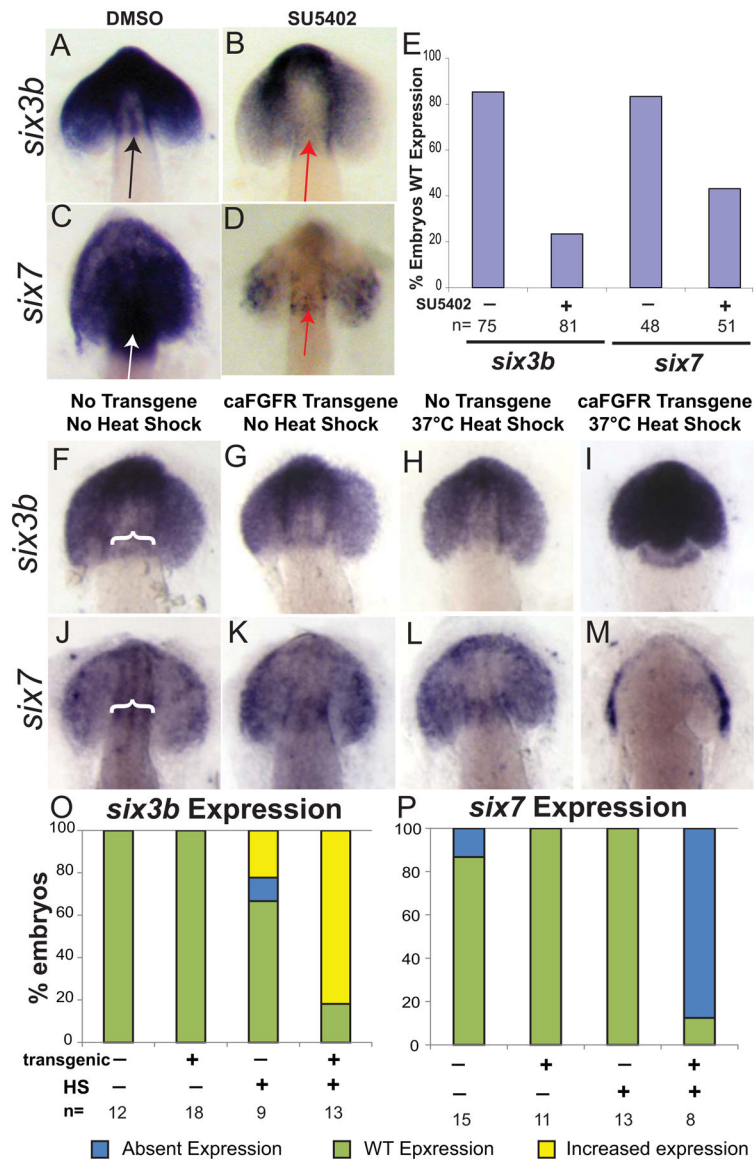 DMSO SU5402
A B E
six3b
C D
six7
% Embryos WT Expression
100
80
60
40
20
0
SU5402 – + – +
n= 75 81 48 51
six3b six7
No Transgene caFGFR Transgene No Transgene caFGFR Transgene
No Heat Shock No Heat Shock 37°C Heat Shock 37°C Heat Shock
F G H I
six3b
J K L M
six7
O six3b Expression P six7 Expression
% embryos
100 100
80 80
60 60
40 40
20 20
0 0
transgenic – + – + – + – +
HS – – + + – – + +
n= 12 18 9 13 15 11 13 8
Absent Expression WT Epxression Increased expression